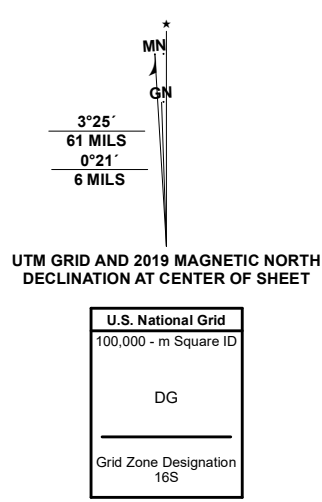 MN
GN
3°25´
61 MILS
0°21´
6 MILS
UTM GRID AND 2019 MAGNETIC NORTH
DECLINATION AT CENTER OF SHEET
U.S. National Grid
100,000 - m Square ID
DG
Grid Zone Designation
16S